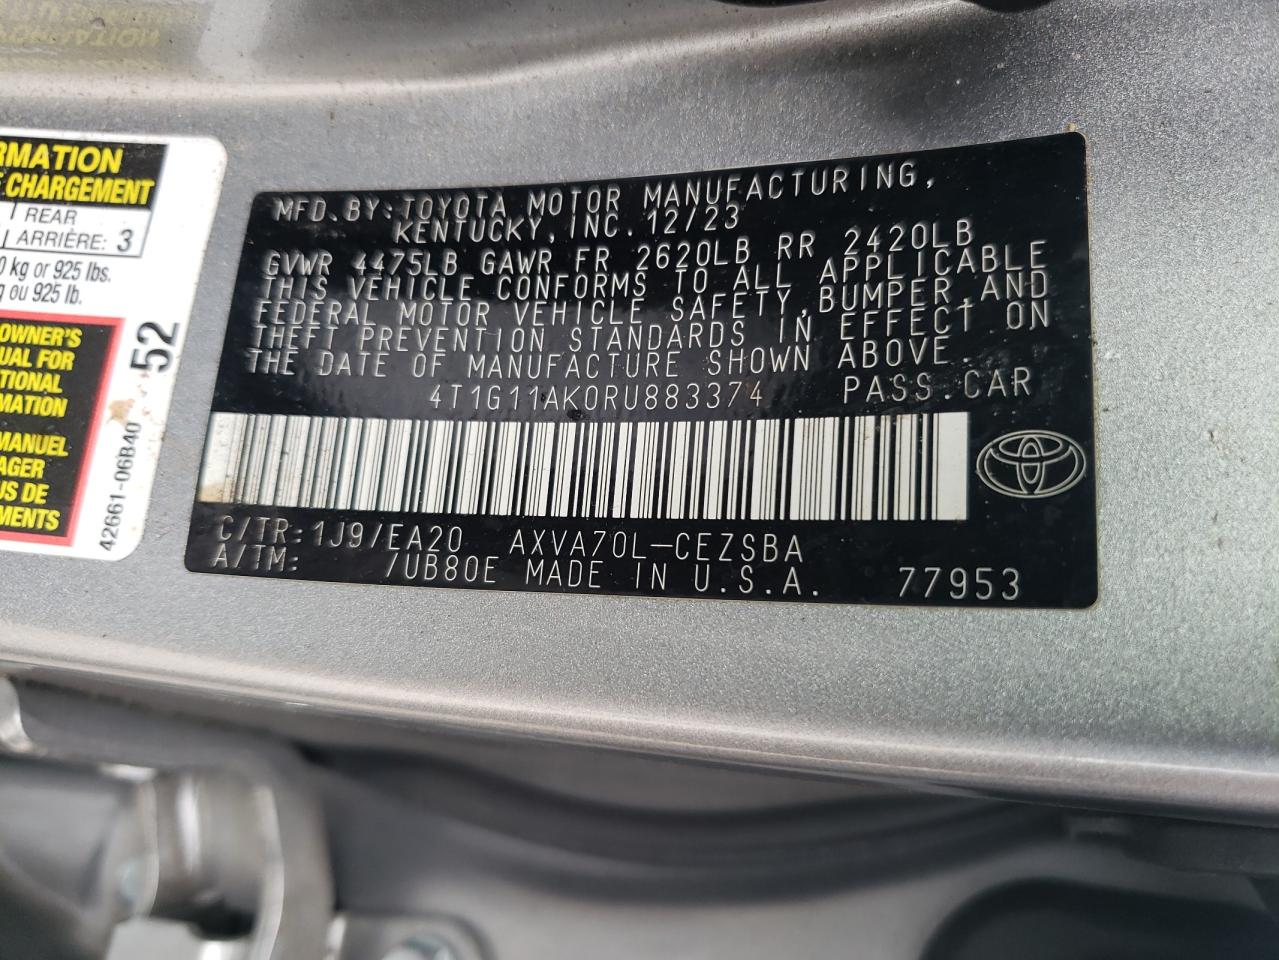 RMATION
E CHARGEMENT
REAR
ARRIÈRE: 3
0 kg or 925 lbs.
g ou 925 lb.
OWNER'S
UAL FOR
TIONAL
MATION
MANUEL
AGER
US DE
MENTS
52
42661-06B40
MFD. BY: TOYOTA MOTOR MANUFACTURING,
KENTUCKY, INC. 12/23
GVWR 4475LB GAWR FR 2620LB RR 2420LB
THIS VEHICLE CONFORMS TO ALL APPLICABLE
FEDERAL MOTOR VEHICLE SAFETY, BUMPER, AND
THEFT PREVENTION STANDARDS IN EFFECT ON
THE DATE OF MANUFACTURE SHOWN ABOVE.
4T1G11AK0RU883374 PASS. CAR
C/TR: 1J9/EA20 AXVA70L-CEZSBA
A/TM: /UB80E MADE IN U.S.A. 77953